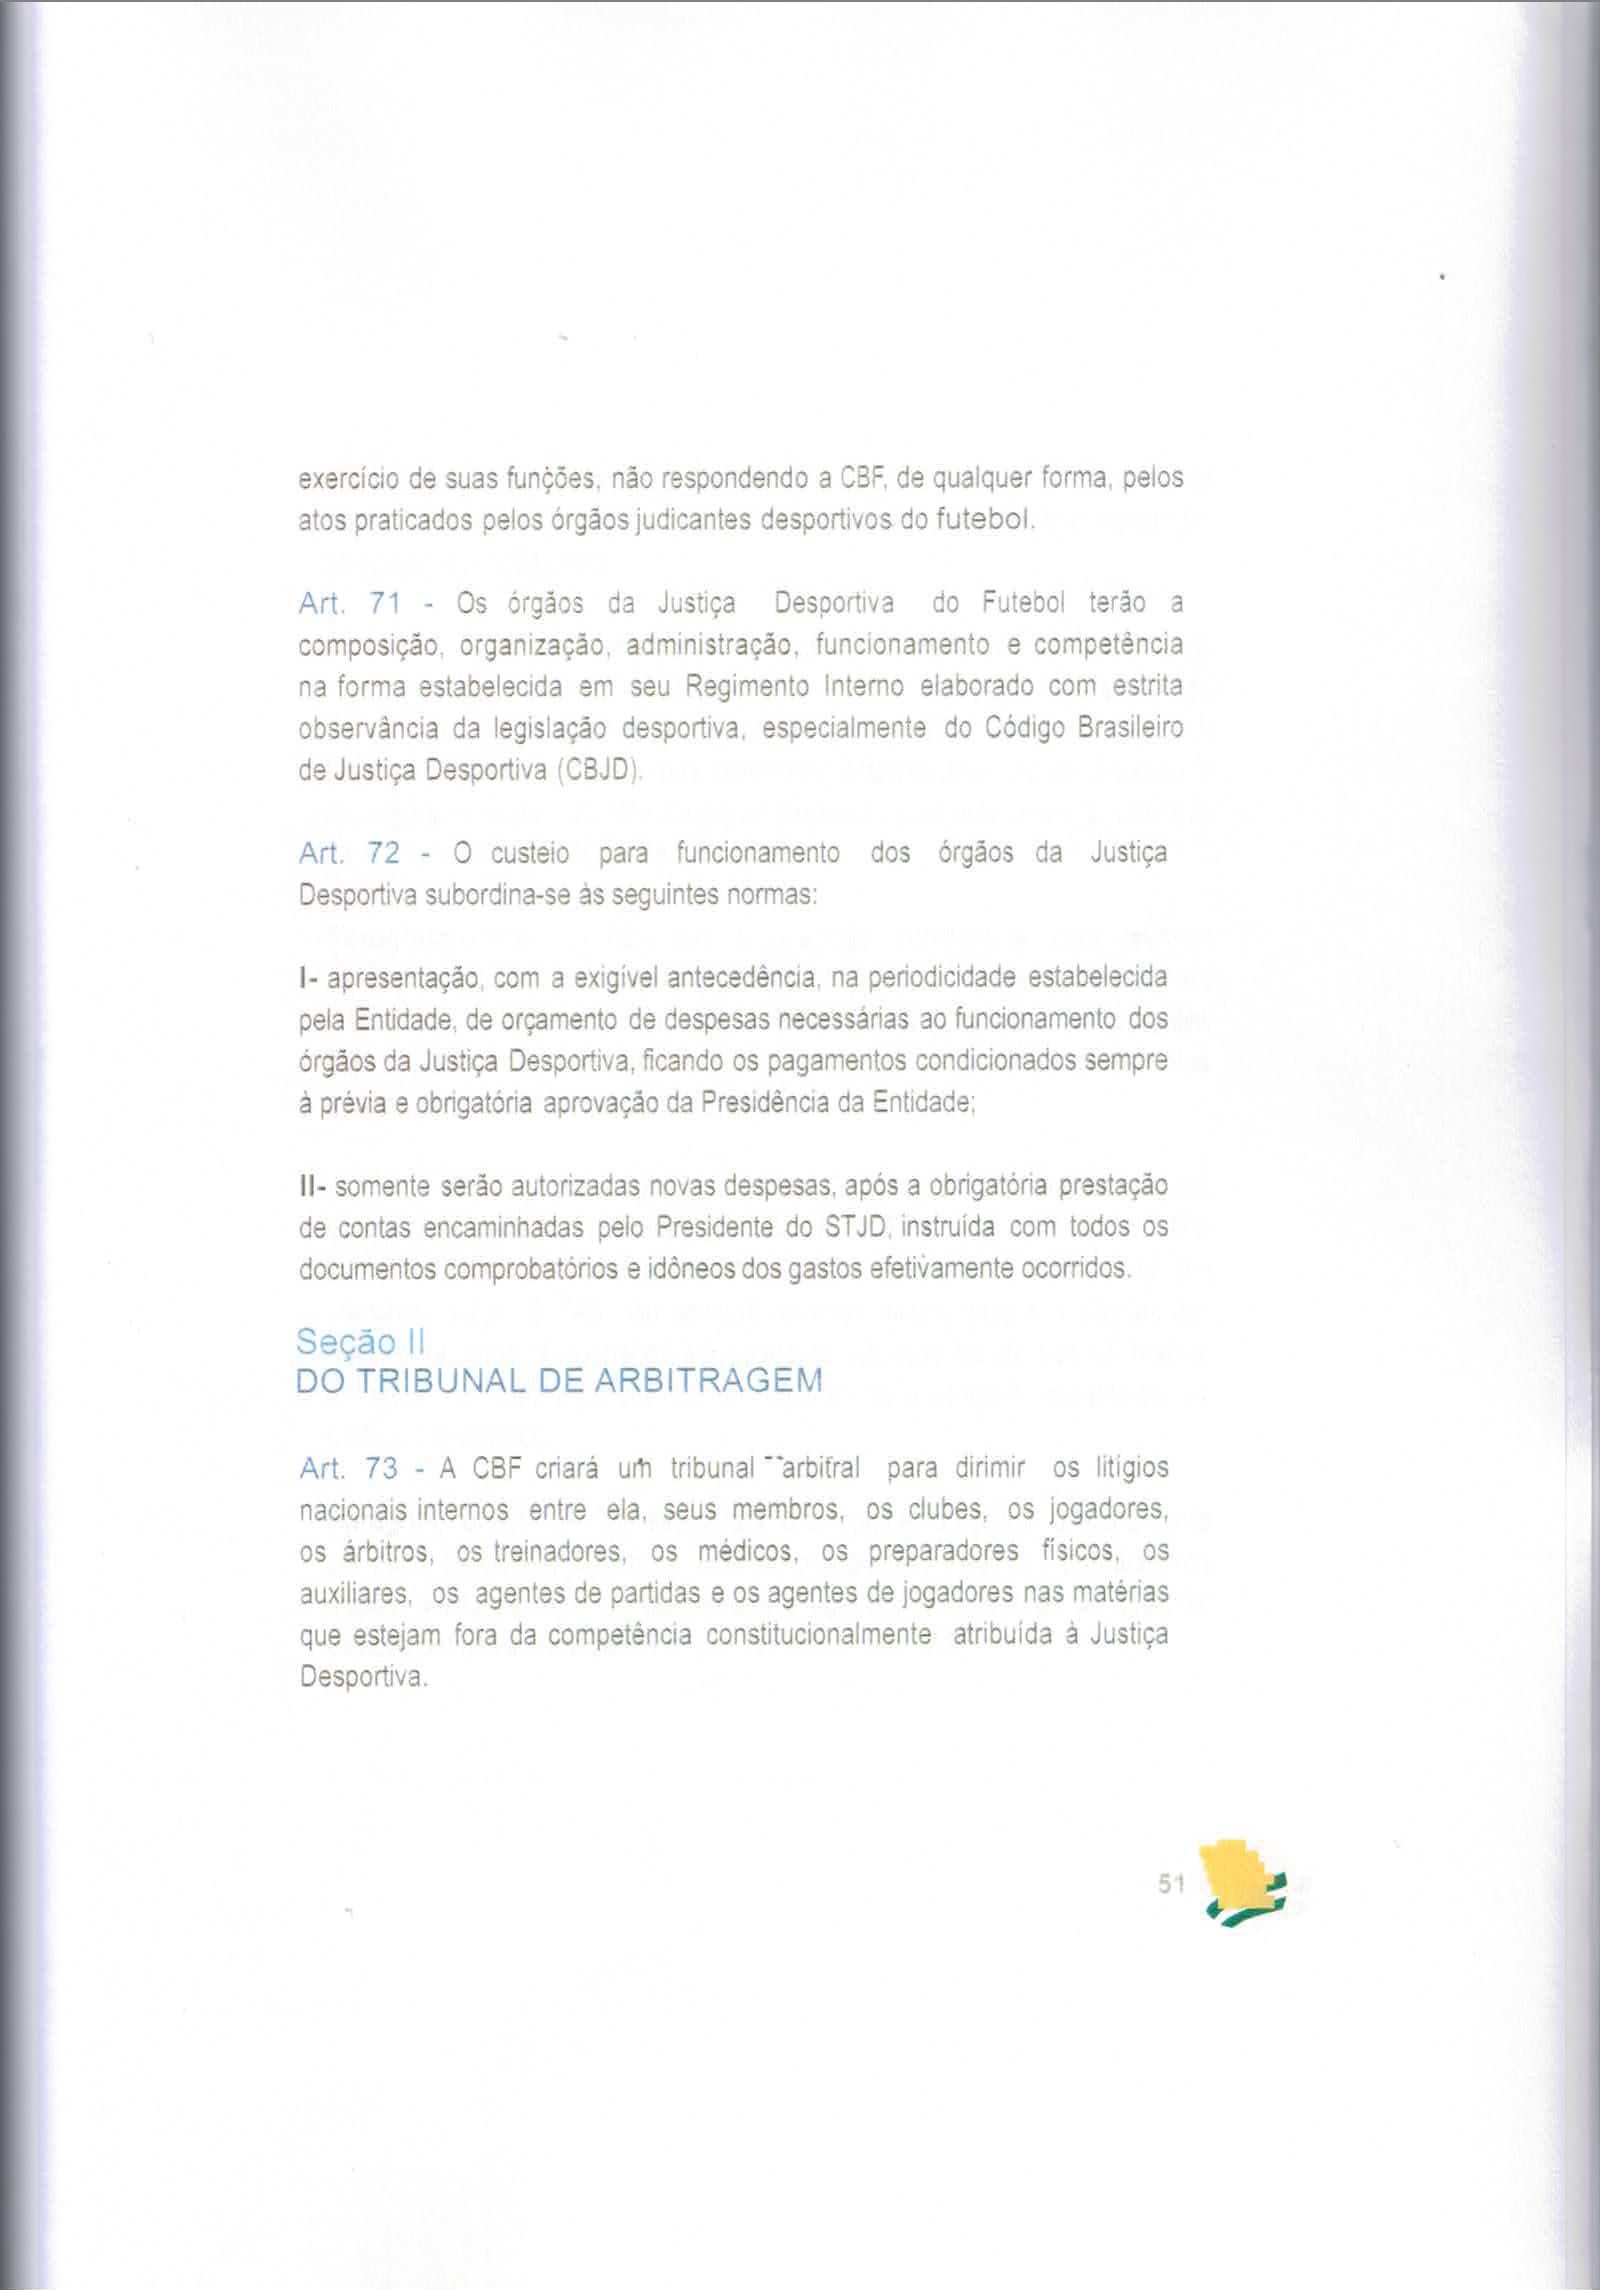 exercício de suas funções, não respondendo a CBF, de qualquer forma, pelos
atos praticados pelos órgãos judicantes desportivos do futebol.
Art. 71 - Os órgãos da Justiça Desportiva do Futebol terão a
composição, organização, administração, funcionamento e competência
na forma estabelecida em seu Regimento Interno elaborado com estrita
observância da legislação desportiva, especialmente do Código Brasileiro
de Justiça Desportiva (CBJD).
Art. 72 - O custeio para funcionamento dos órgãos da Justiça
Desportiva subordina-se às seguintes normas:
I- apresentação, com a exigível antecedência, na periodicidade estabelecida
pela Entidade, de orçamento de despesas necessárias ao funcionamento dos
órgãos da Justiça Desportiva, ficando os pagamentos condicionados sempre
à prévia e obrigatória aprovação da Presidência da Entidade;
II- somente serão autorizadas novas despesas, após a obrigatória prestação
de contas encaminhadas pelo Presidente do STJD, instruída com todos os
documentos comprobatórios e idôneos dos gastos efetivamente ocorridos.
Seção II
DO TRIBUNAL DE ARBITRAGEM
Art. 73 - A CBF criará um tribunal arbitral para dirimir os litígios
nacionais internos entre ela, seus membros, os clubes, os jogadores,
os árbitros, os treinadores, os médicos, os preparadores físicos, os
auxiliares, os agentes de partidas e os agentes de jogadores nas matérias
que estejam fora da competência constitucionalmente atribuída à Justiça
Desportiva.
51